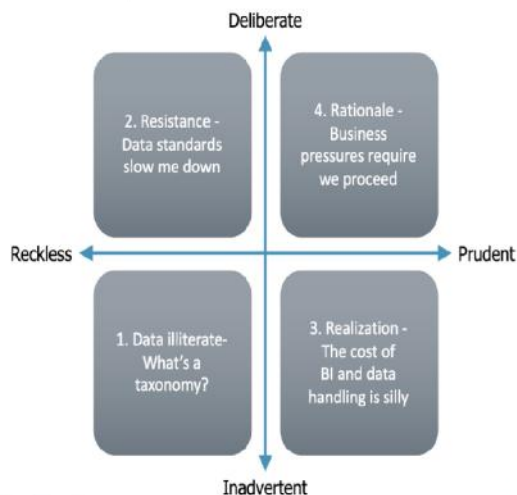 Deliberate
2. Resistance -
Data standards
slow me down
4. Rationale -
Business
pressures require
we proceed
Reckless
Prudent
1. Data illiterate-
What's a
taxonomy?
3. Realization -
The cost of
BI and data
handling is silly
Inadvertent